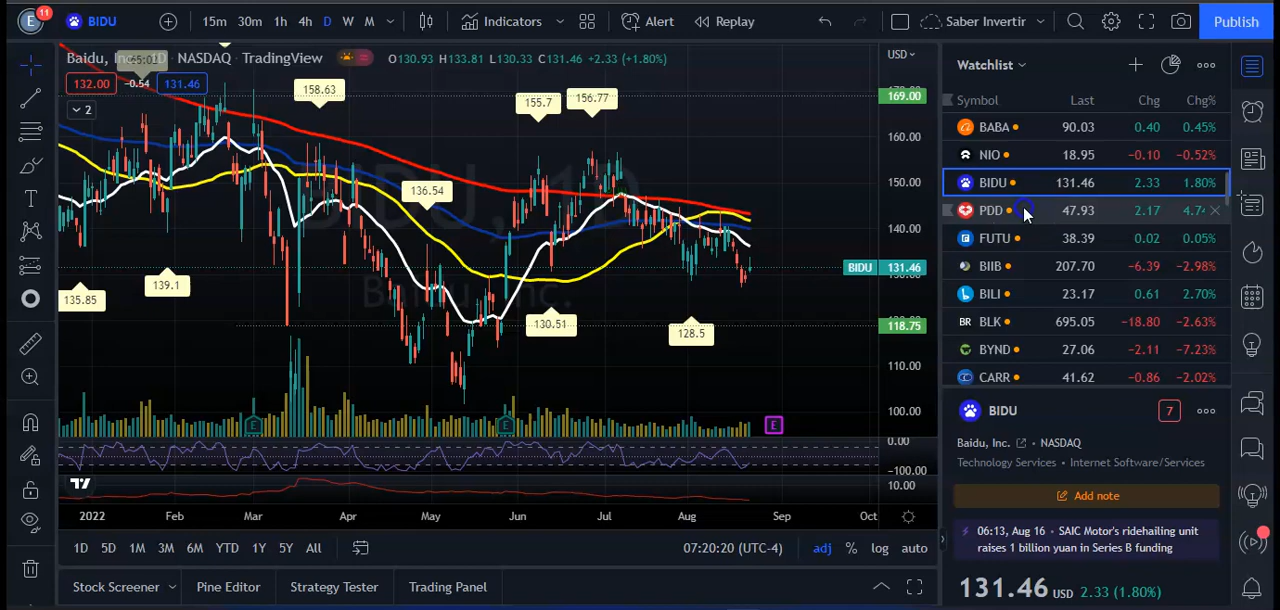 E 11 BIDU 15m 30m 1h 4h D W M Indicators Alert Replay Saber Invertir Publish
Baidu, Inc. 1D NASDAQ TradingView O130.93 H133.81 L130.33 C131.46 +2.33 (+1.80%)
132.00 −0.54 131.46
2
158.63
155.7
156.77
136.54
135.85
139.1
130.51
128.5
BIDU, 1D
Baidu, Inc.
USD
169.00
160.00
150.00
140.00
BIDU 131.46
130.00
118.75
110.00
100.00
0.00
−100.00
10.00
E
E
E
2022 Feb Mar Apr May Jun Jul Aug Sep Oct
1D 5D 1M 3M 6M YTD 1Y 5Y All 07:20:20 (UTC-4) adj % log auto
Stock Screener Pine Editor Strategy Tester Trading Panel
Watchlist
Symbol Last Chg Chg%
BABA 90.03 0.40 0.45%
NIO 18.95 −0.10 −0.52%
BIDU 131.46 2.33 1.80%
PDD 47.93 2.17
FUTU 38.39 0.02 0.05%
BIIB 207.70 −6.39 −2.98%
BILI 23.17 0.61 2.70%
BR BLK 695.05 −18.80 −2.63%
BYND 27.06 −2.11 −7.23%
CARR 41.62 −0.86 −2.02%
BIDU 7
Baidu, Inc. • NASDAQ
Technology Services • Internet Software/Services
Add note
06:13, Aug 16 • SAIC Motor's ridehailing unit
raises 1 billion yuan in Series B funding
131.46 USD 2.33 (1.80%)